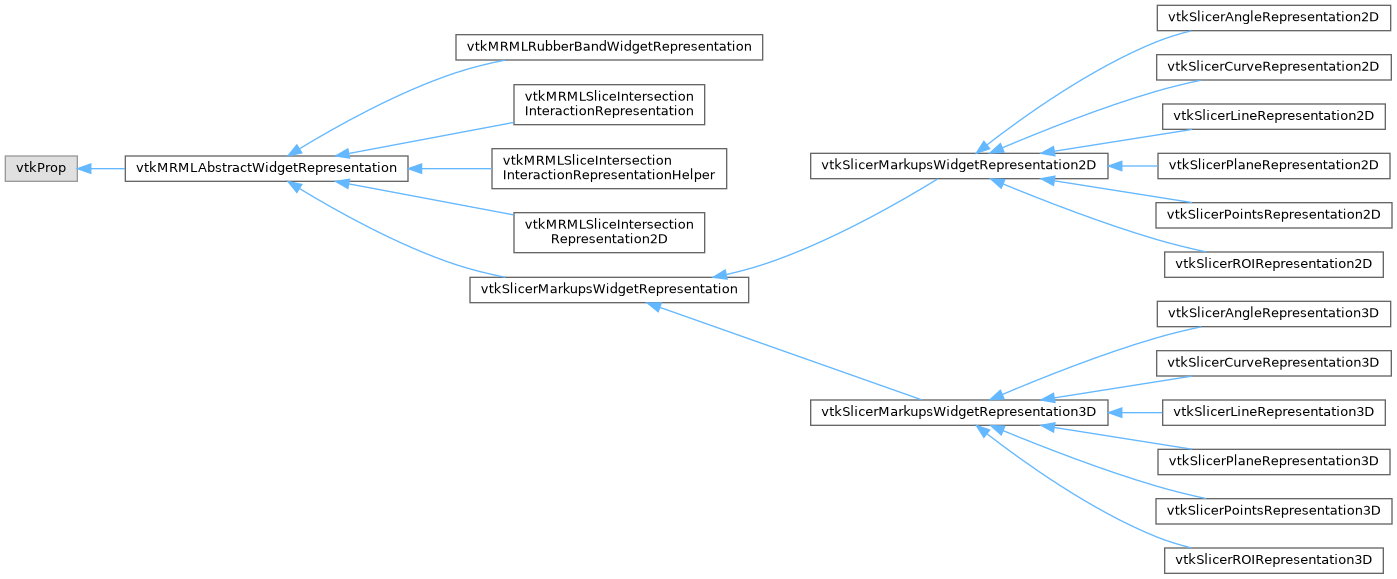 vtkProp
vtkMRMLAbstractWidgetRepresentation
vtkMRMLRubberBandWidgetRepresentation
vtkMRMLSliceIntersection
InteractionRepresentation
vtkMRMLSliceIntersection
InteractionRepresentationHelper
vtkMRMLSliceIntersection
Representation2D
vtkSlicerMarkupsWidgetRepresentation
vtkSlicerMarkupsWidgetRepresentation2D
vtkSlicerAngleRepresentation2D
vtkSlicerCurveRepresentation2D
vtkSlicerLineRepresentation2D
vtkSlicerPlaneRepresentation2D
vtkSlicerPointsRepresentation2D
vtkSlicerROIRepresentation2D
vtkSlicerMarkupsWidgetRepresentation3D
vtkSlicerAngleRepresentation3D
vtkSlicerCurveRepresentation3D
vtkSlicerLineRepresentation3D
vtkSlicerPlaneRepresentation3D
vtkSlicerPointsRepresentation3D
vtkSlicerROIRepresentation3D